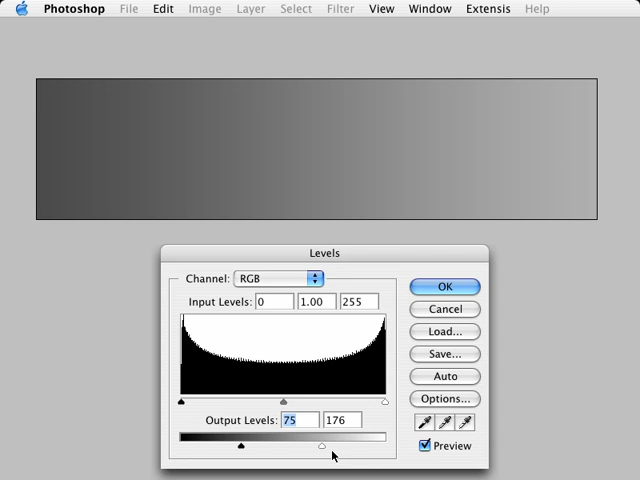 Photoshop File Edit Image Layer Select Filter View Window Extensis Help
Levels
Channel: RGB
Input Levels: 0 1.00 255
Output Levels: 75 176
OK
Cancel
Load...
Save...
Auto
Options...
Preview